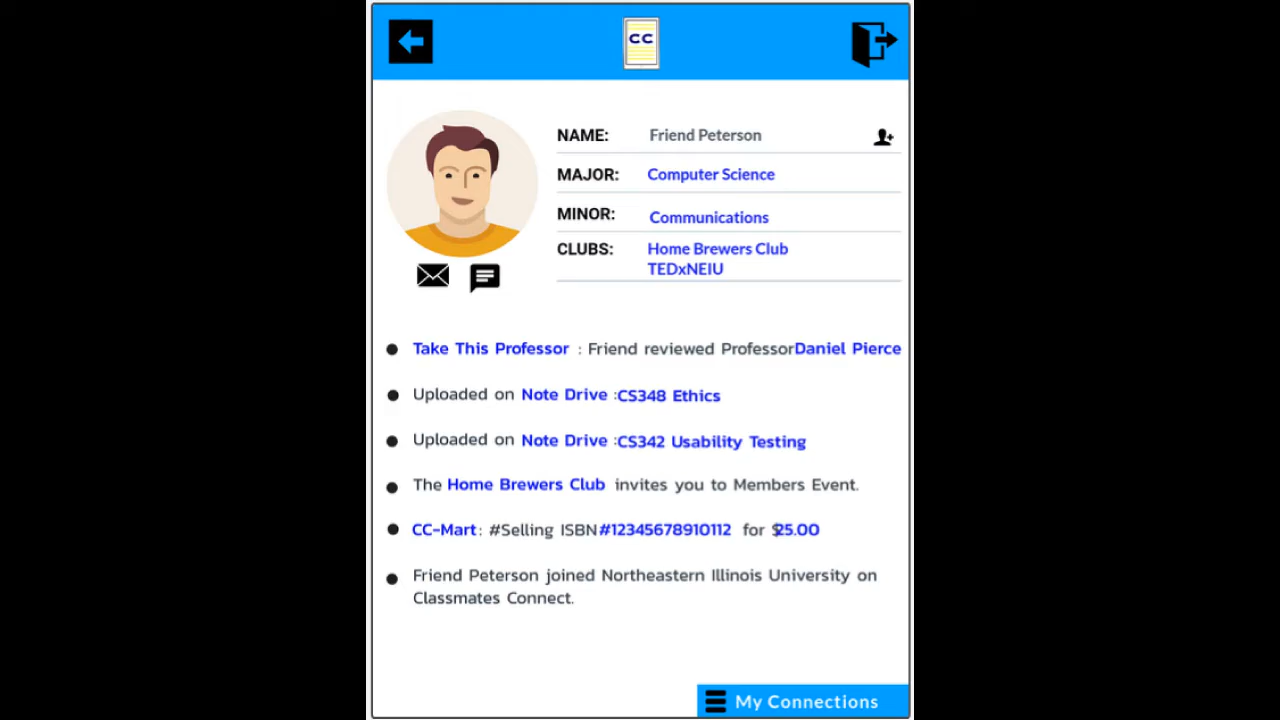 CC
NAME: Friend Peterson
MAJOR: Computer Science
MINOR: Communications
CLUBS: Home Brewers Club
TEDxNEIU
Take This Professor : Friend reviewed ProfessorDaniel Pierce
Uploaded on Note Drive :CS348 Ethics
Uploaded on Note Drive :CS342 Usability Testing
The Home Brewers Club invites you to Members Event.
CC-Mart: #Selling ISBN#12345678910112 for $25.00
Friend Peterson joined Northeastern Illinois University on
Classmates Connect.
My Connections